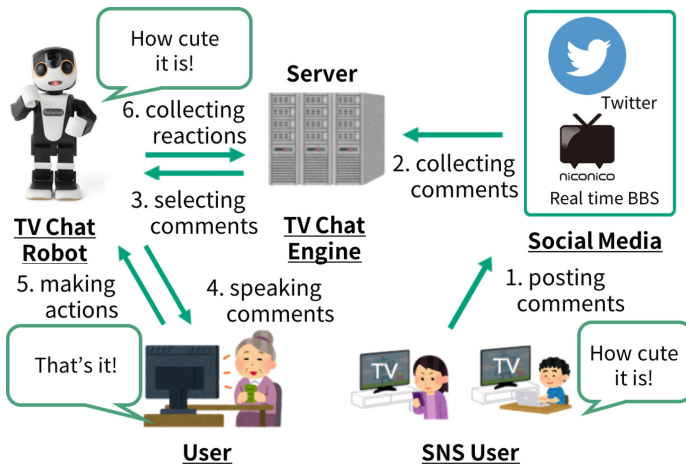 How cute
it is!
6. collecting
reactions
3. selecting
comments
TV Chat
Robot
Server
TV Chat
Engine
2. collecting
comments
Twitter
niconico
Real time BBS
Social Media
1. posting
comments
5. making
actions
4. speaking
comments
That's it!
User
TV
TV
How cute
it is!
SNS User